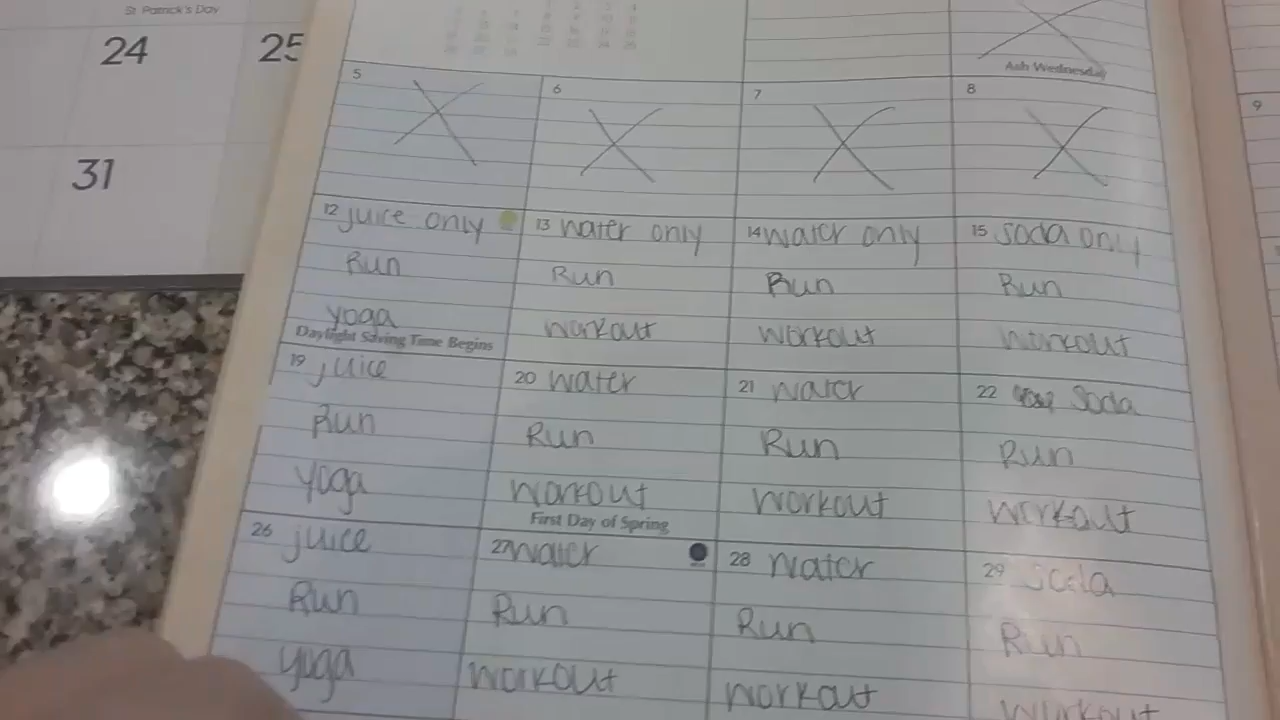 St Patrick's Day
24
25
31
Ash Wednesday
5
6
7
8
9
12 juice only
Run
yoga
Daylight Saving Time Begins
13 water only
Run
workout
14 water only
Run
workout
15 soda only
Run
workout
19 juice
Run
yoga
20 water
Run
workout
First Day of Spring
21 water
Run
workout
22 Soda
Run
workout
26 juice
Run
yoga
27 water
Run
workout
28 water
Run
workout
29 soda
Run
workout